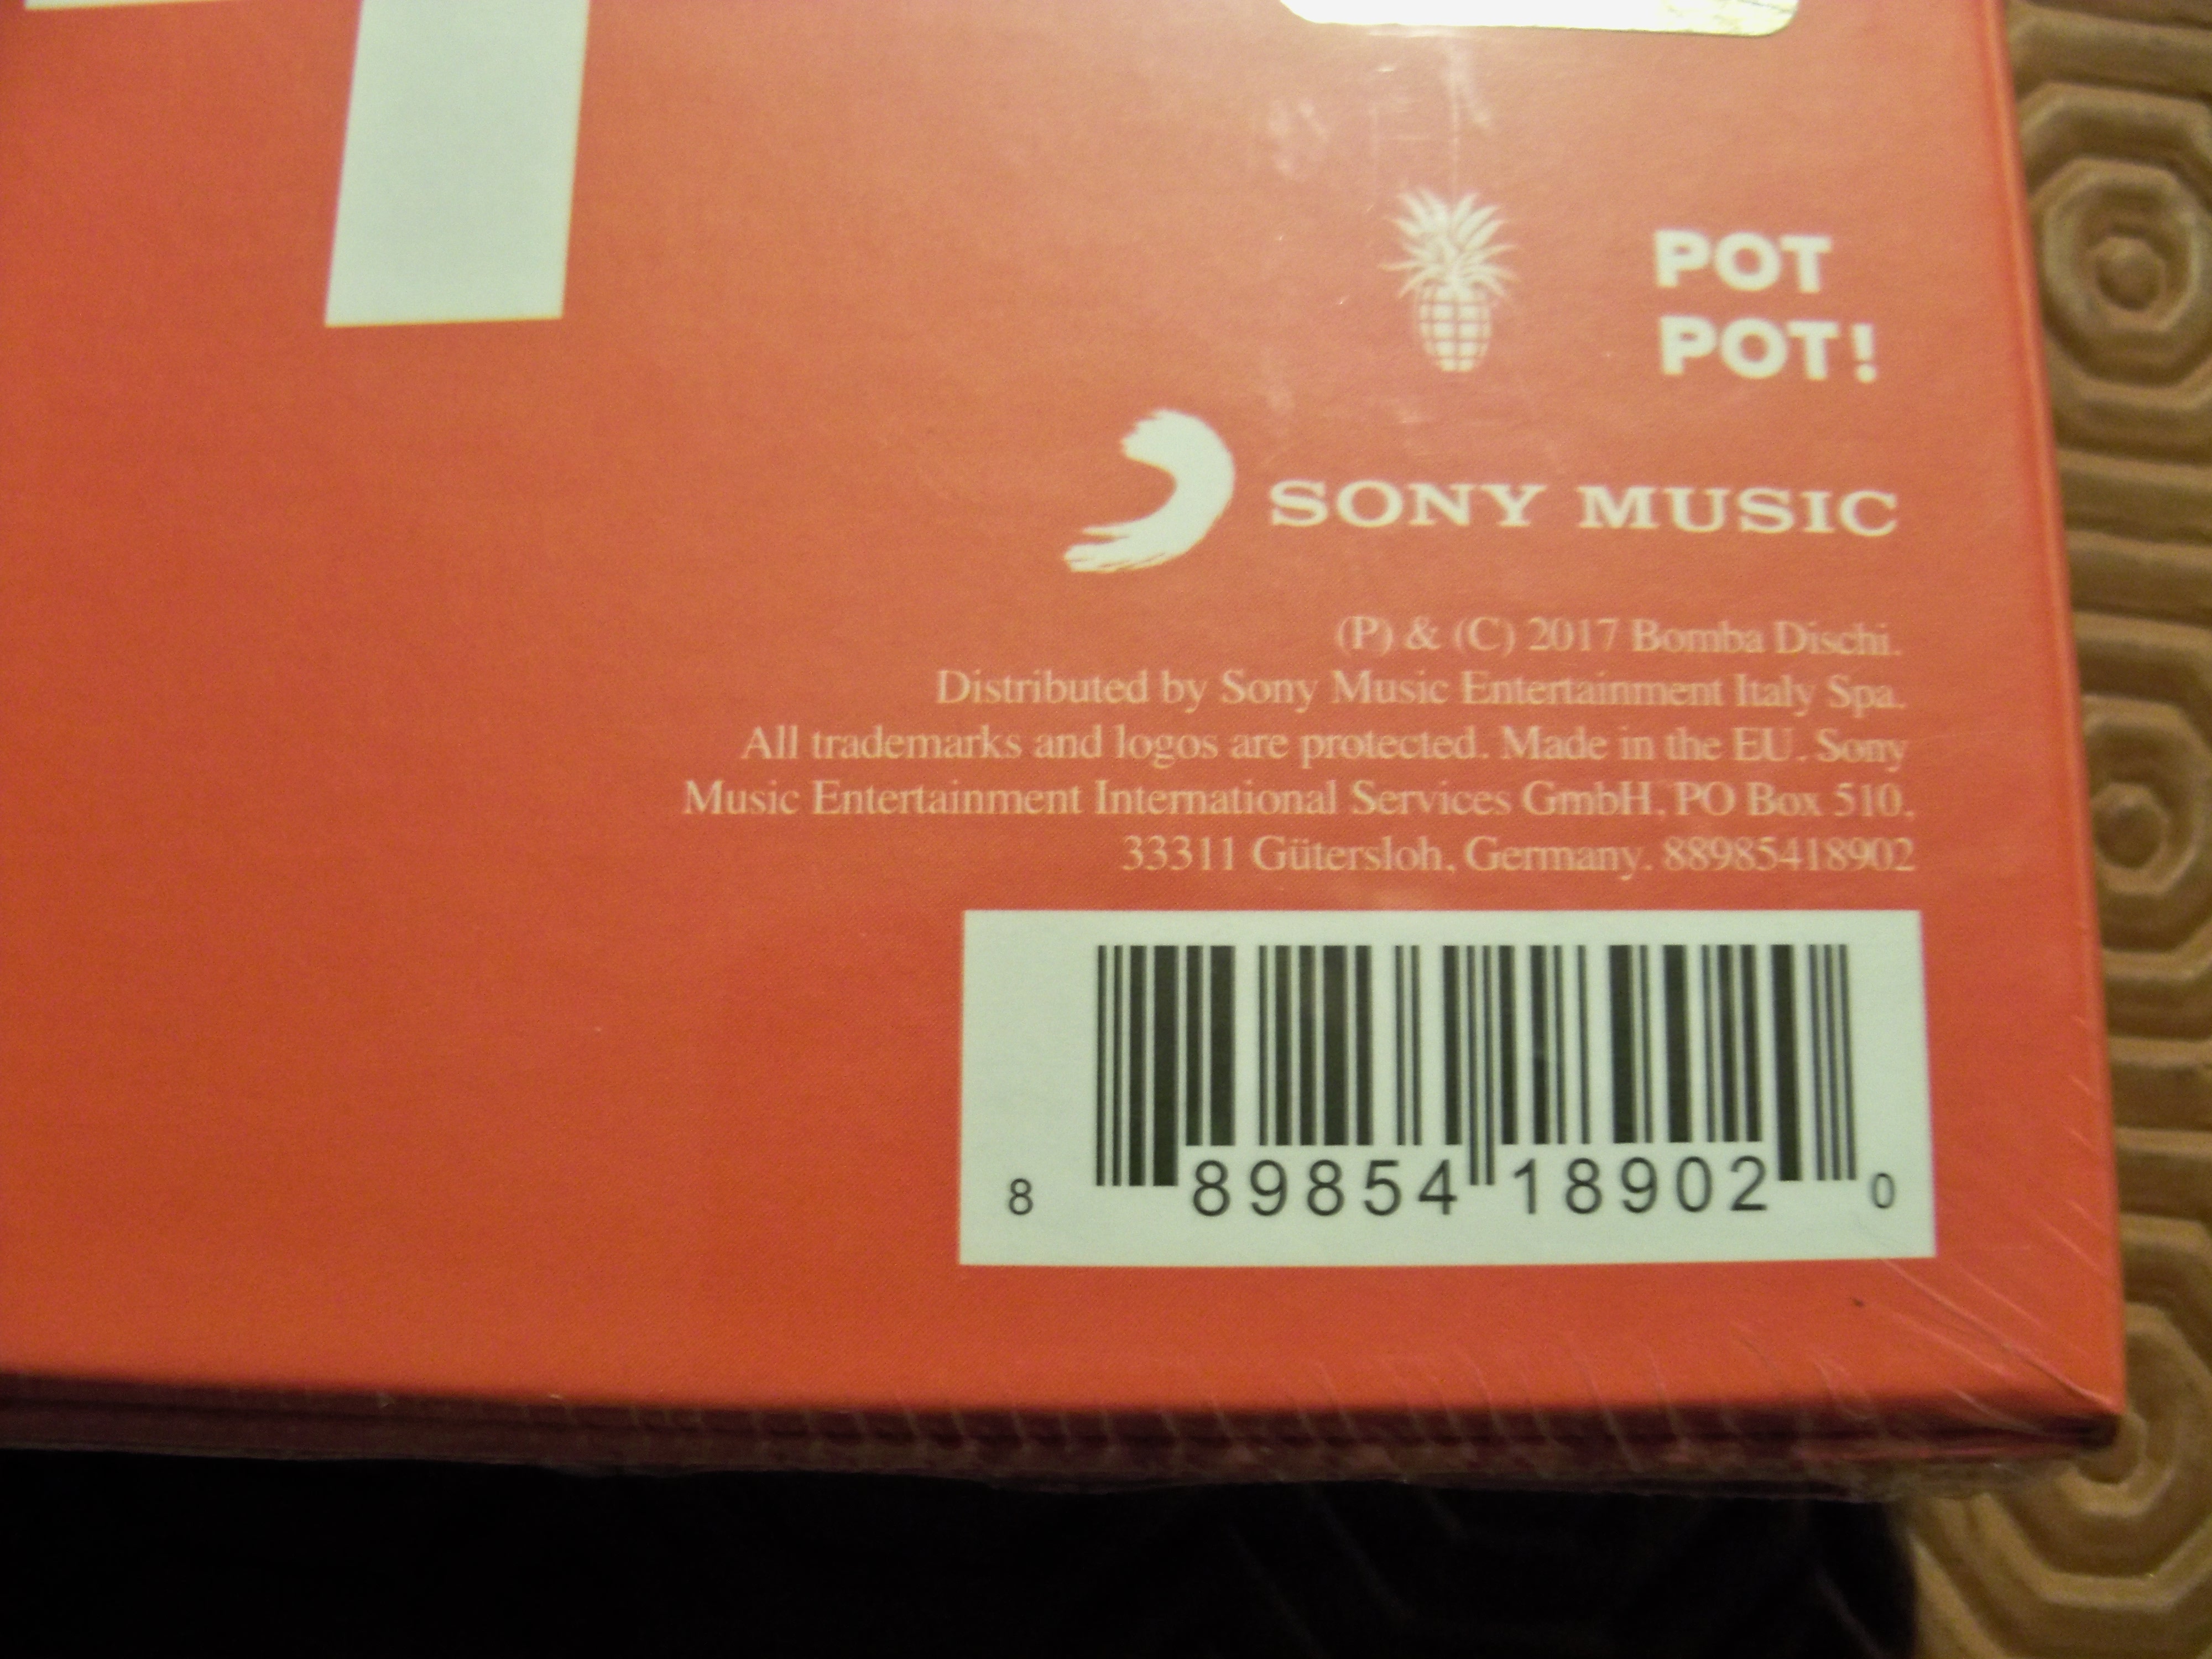 POT
POT!
SONY MUSIC
(P) & (C) 2017 Bomba Dischi.
Distributed by Sony Music Entertainment Italy Spa.
All trademarks and logos are protected. Made in the EU. Sony
Music Entertainment International Services GmbH, PO Box 510,
33311 Gütersloh, Germany. 88985418902
8 89854 18902 0